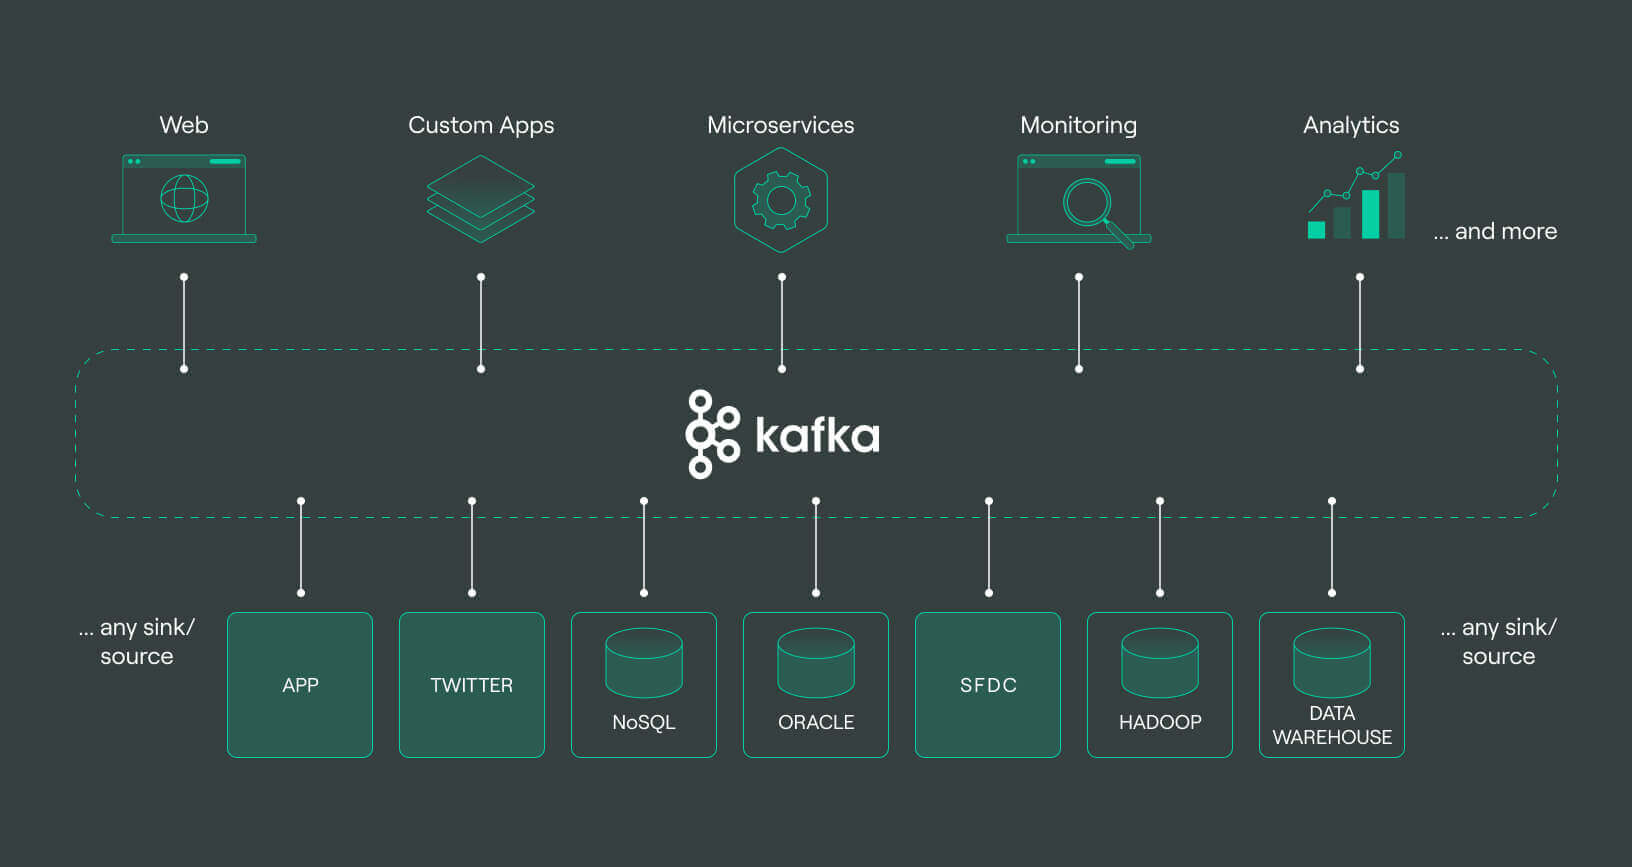 Web
Custom Apps
Microservices
Monitoring
Analytics
... and more
kafka
... any sink/
source
APP
TWITTER
NoSQL
ORACLE
SFDC
HADOOP
DATA
WAREHOUSE
... any sink/
source